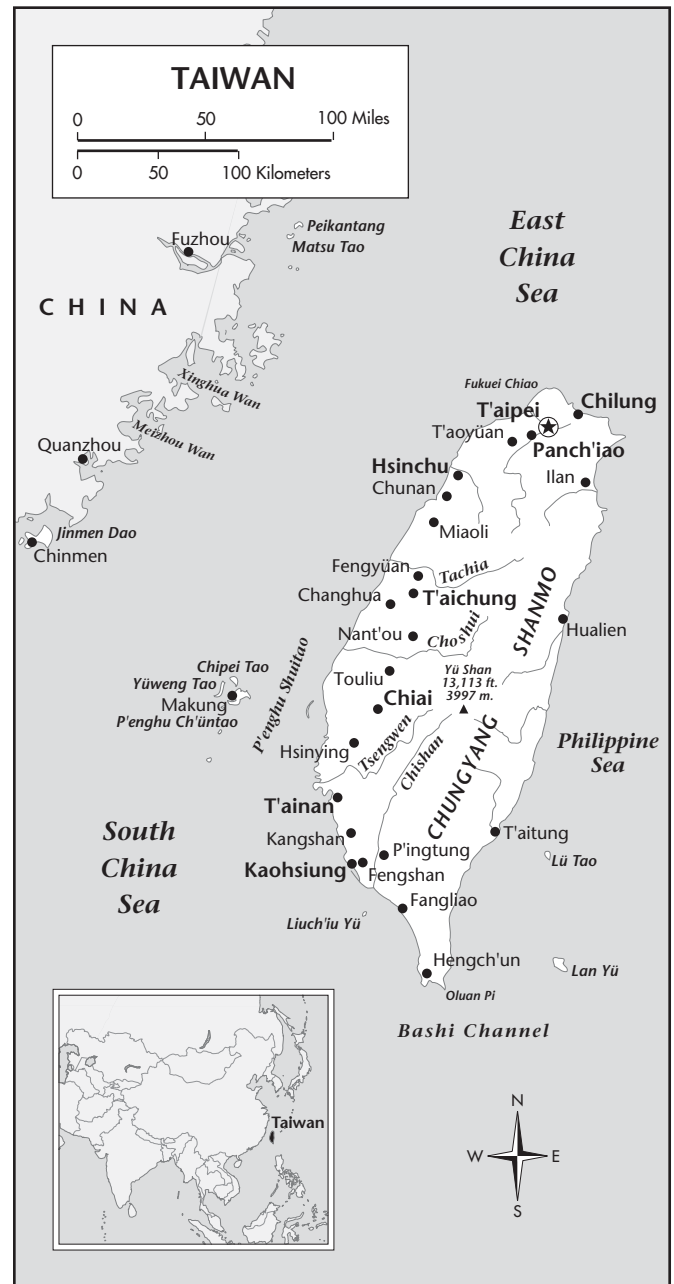 TAIWAN
0 50 100 Miles
0 50 100 Kilometers
Peikantang
Matsu Tao
Fuzhou
East
China
Sea
CHINA
Xinghua Wan
Meizhou Wan
Quanzhou
Jinmen Dao
Chinmen
Fukuei Chiao
T'aipei
Chilung
T'aoyüan
Panch'iao
Hsinchu
Ilan
Chunan
Miaoli
Fengyüan
Tachia
Changhua
T'aichung
SHANMO
Nant'ou
Choshui
Hualien
Chipei Tao
Yüweng Tao
Makung
P'enghu Ch'üntao
P'enghu Shuitao
Touliu
Yü Shan
13,113 ft.
3997 m.
Chiai
Hsinying
Tsengwen
Chishan
CHUNGYANG
Philippine
Sea
T'ainan
South
China
Sea
Kangshan
P'ingtung
T'aitung
Lü Tao
Kaohsiung
Fengshan
Liuch'iu Yü
Fangliao
Hengch'un
Lan Yü
Oluan Pi
Bashi Channel
Taiwan
N
W E
S